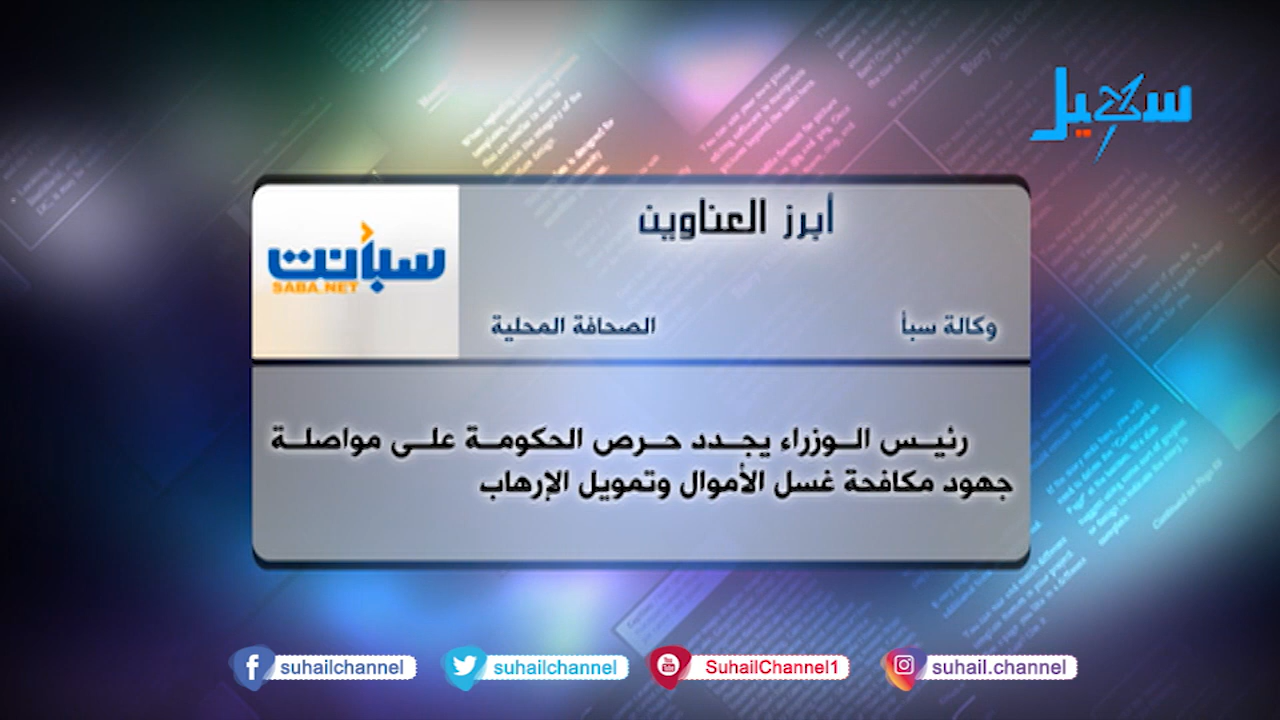 سهيل
أبرز العناوين
سبأنت
SABA.NET
وكالة سبأ
الصحافة المحلية
رئيس الوزراء يجدد حرص الحكومة على مواصلة
جهود مكافحة غسل الأموال وتمويل الإرهاب
suhailchannel
suhailchannel
SuhailChannel1
suhail.channel